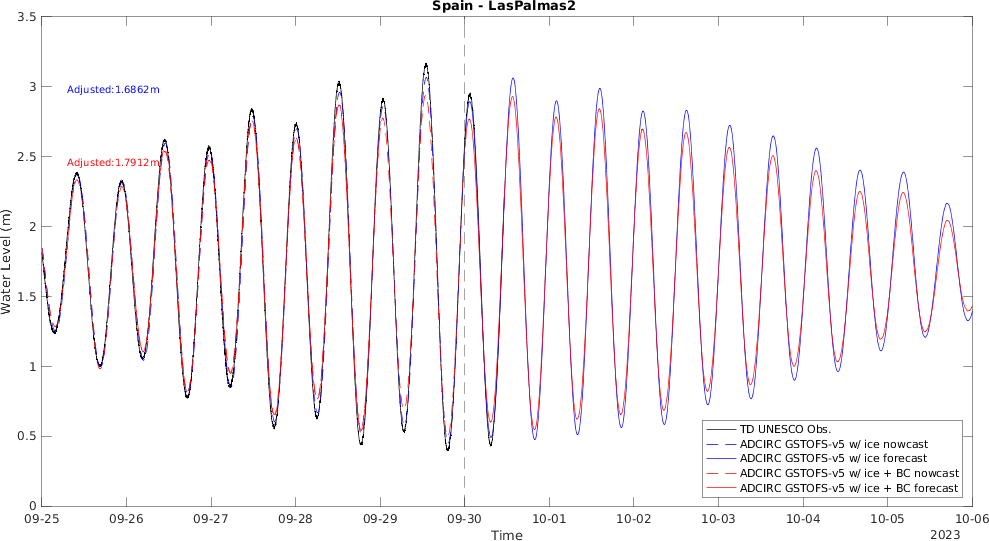 Spain - LasPalmas2
3.5
3
2.5
2
1.5
1
0.5
0
Water Level (m)
Adjusted:1.6862m
Adjusted:1.7912m
TD UNESCO Obs.
ADCIRC GSTOFS-v5 w/ ice nowcast
ADCIRC GSTOFS-v5 w/ ice forecast
ADCIRC GSTOFS-v5 w/ ice + BC nowcast
ADCIRC GSTOFS-v5 w/ ice + BC forecast
09-25 09-26 09-27 09-28 09-29 09-30 10-01 10-02 10-03 10-04 10-05 10-06
Time
2023